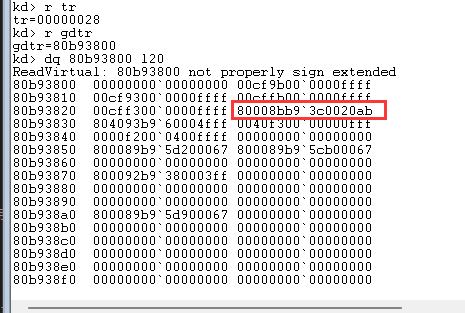 kd> r tr
tr=00000028
kd> r gdtr
gdtr=80b93800
kd> dq 80b93800 120
ReadVirtual: 80b93800 not properly sign extended
80b93800 00000000`00000000 00cf9b00`0000ffff
80b93810 00cf9300`0000ffff 00cffb00`0000ffff
80b93820 00cff300`0000ffff 80008bb9`3c0020ab
80b93830 804093b9`60004fff 0040f300`00000fff
80b93840 0000f200`0400ffff 00000000`00000000
80b93850 800089b9`5d200067 800089b9`5cb00067
80b93860 00000000`00000000 00000000`00000000
80b93870 800092b9`380003ff 00000000`00000000
80b93880 00000000`00000000 00000000`00000000
80b93890 00000000`00000000 00000000`00000000
80b938a0 800089b9`5d900067 00000000`00000000
80b938b0 00000000`00000000 00000000`00000000
80b938c0 00000000`00000000 00000000`00000000
80b938d0 00000000`00000000 00000000`00000000
80b938e0 00000000`00000000 00000000`00000000
80b938f0 00000000`00000000 00000000`00000000